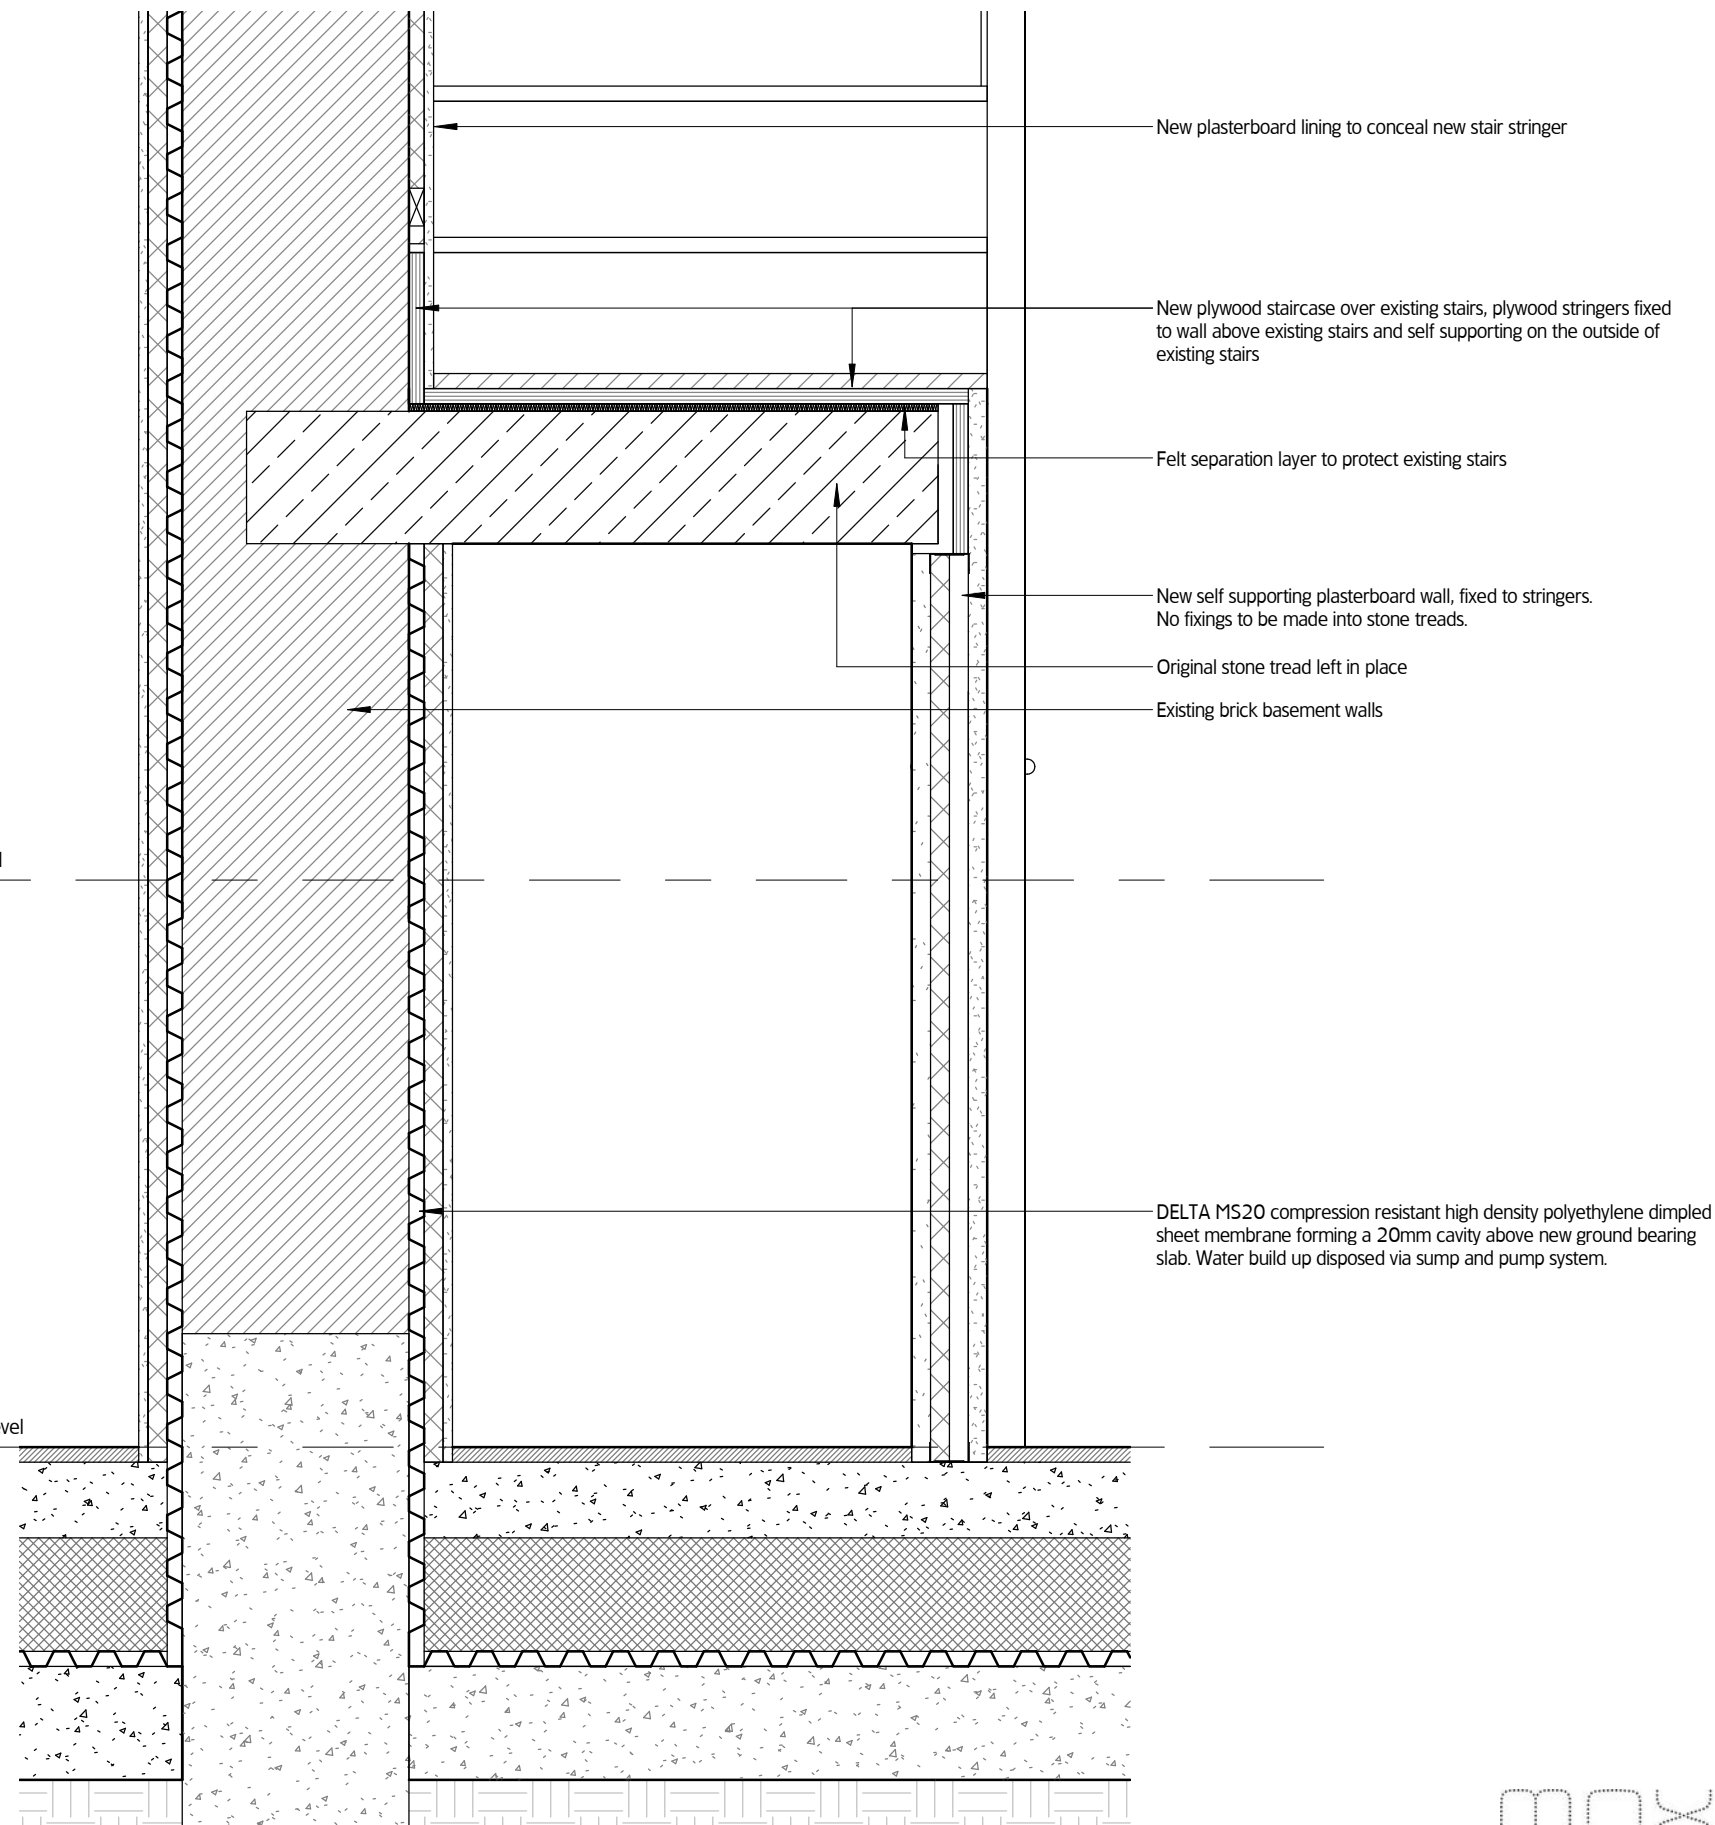 New plasterboard lining to conceal new stair stringer
New plywood staircase over existing stairs, plywood stringers fixed
to wall above existing stairs and self supporting on the outside of
existing stairs
Felt separation layer to protect existing stairs
New self supporting plasterboard wall, fixed to stringers.
No fixings to be made into stone treads.
Original stone tread left in place
Existing brick basement walls
DELTA MS20 compression resistant high density polyethylene dimpled
sheet membrane forming a 20mm cavity above new ground bearing
slab. Water build up disposed via sump and pump system.